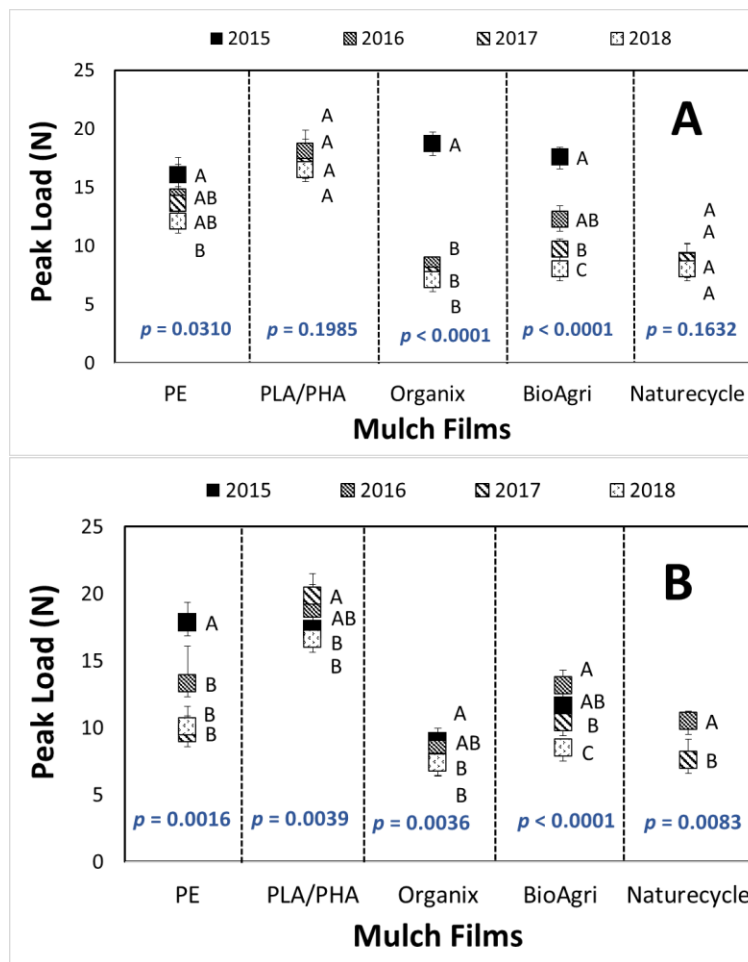 2015 2016 2017 2018
25
20
15
10
5
0
Peak Load (N)
A
A
AB
AB
B
A
A
A
A
A
B
B
B
A
AB
B
C
A
A
A
A
A
p = 0.0310 p = 0.1985 p < 0.0001 p < 0.0001 p = 0.1632
PE PLA/PHA Organix BioAgri Naturecycle
Mulch Films
2015 2016 2017 2018
25
20
15
10
5
0
Peak Load (N)
B
A
B
B
B
A
AB
B
B
A
AB
B
B
A
AB
B
C
A
B
p = 0.0016 p = 0.0039 p = 0.0036 p < 0.0001 p = 0.0083
PE PLA/PHA Organix BioAgri Naturecycle
Mulch Films